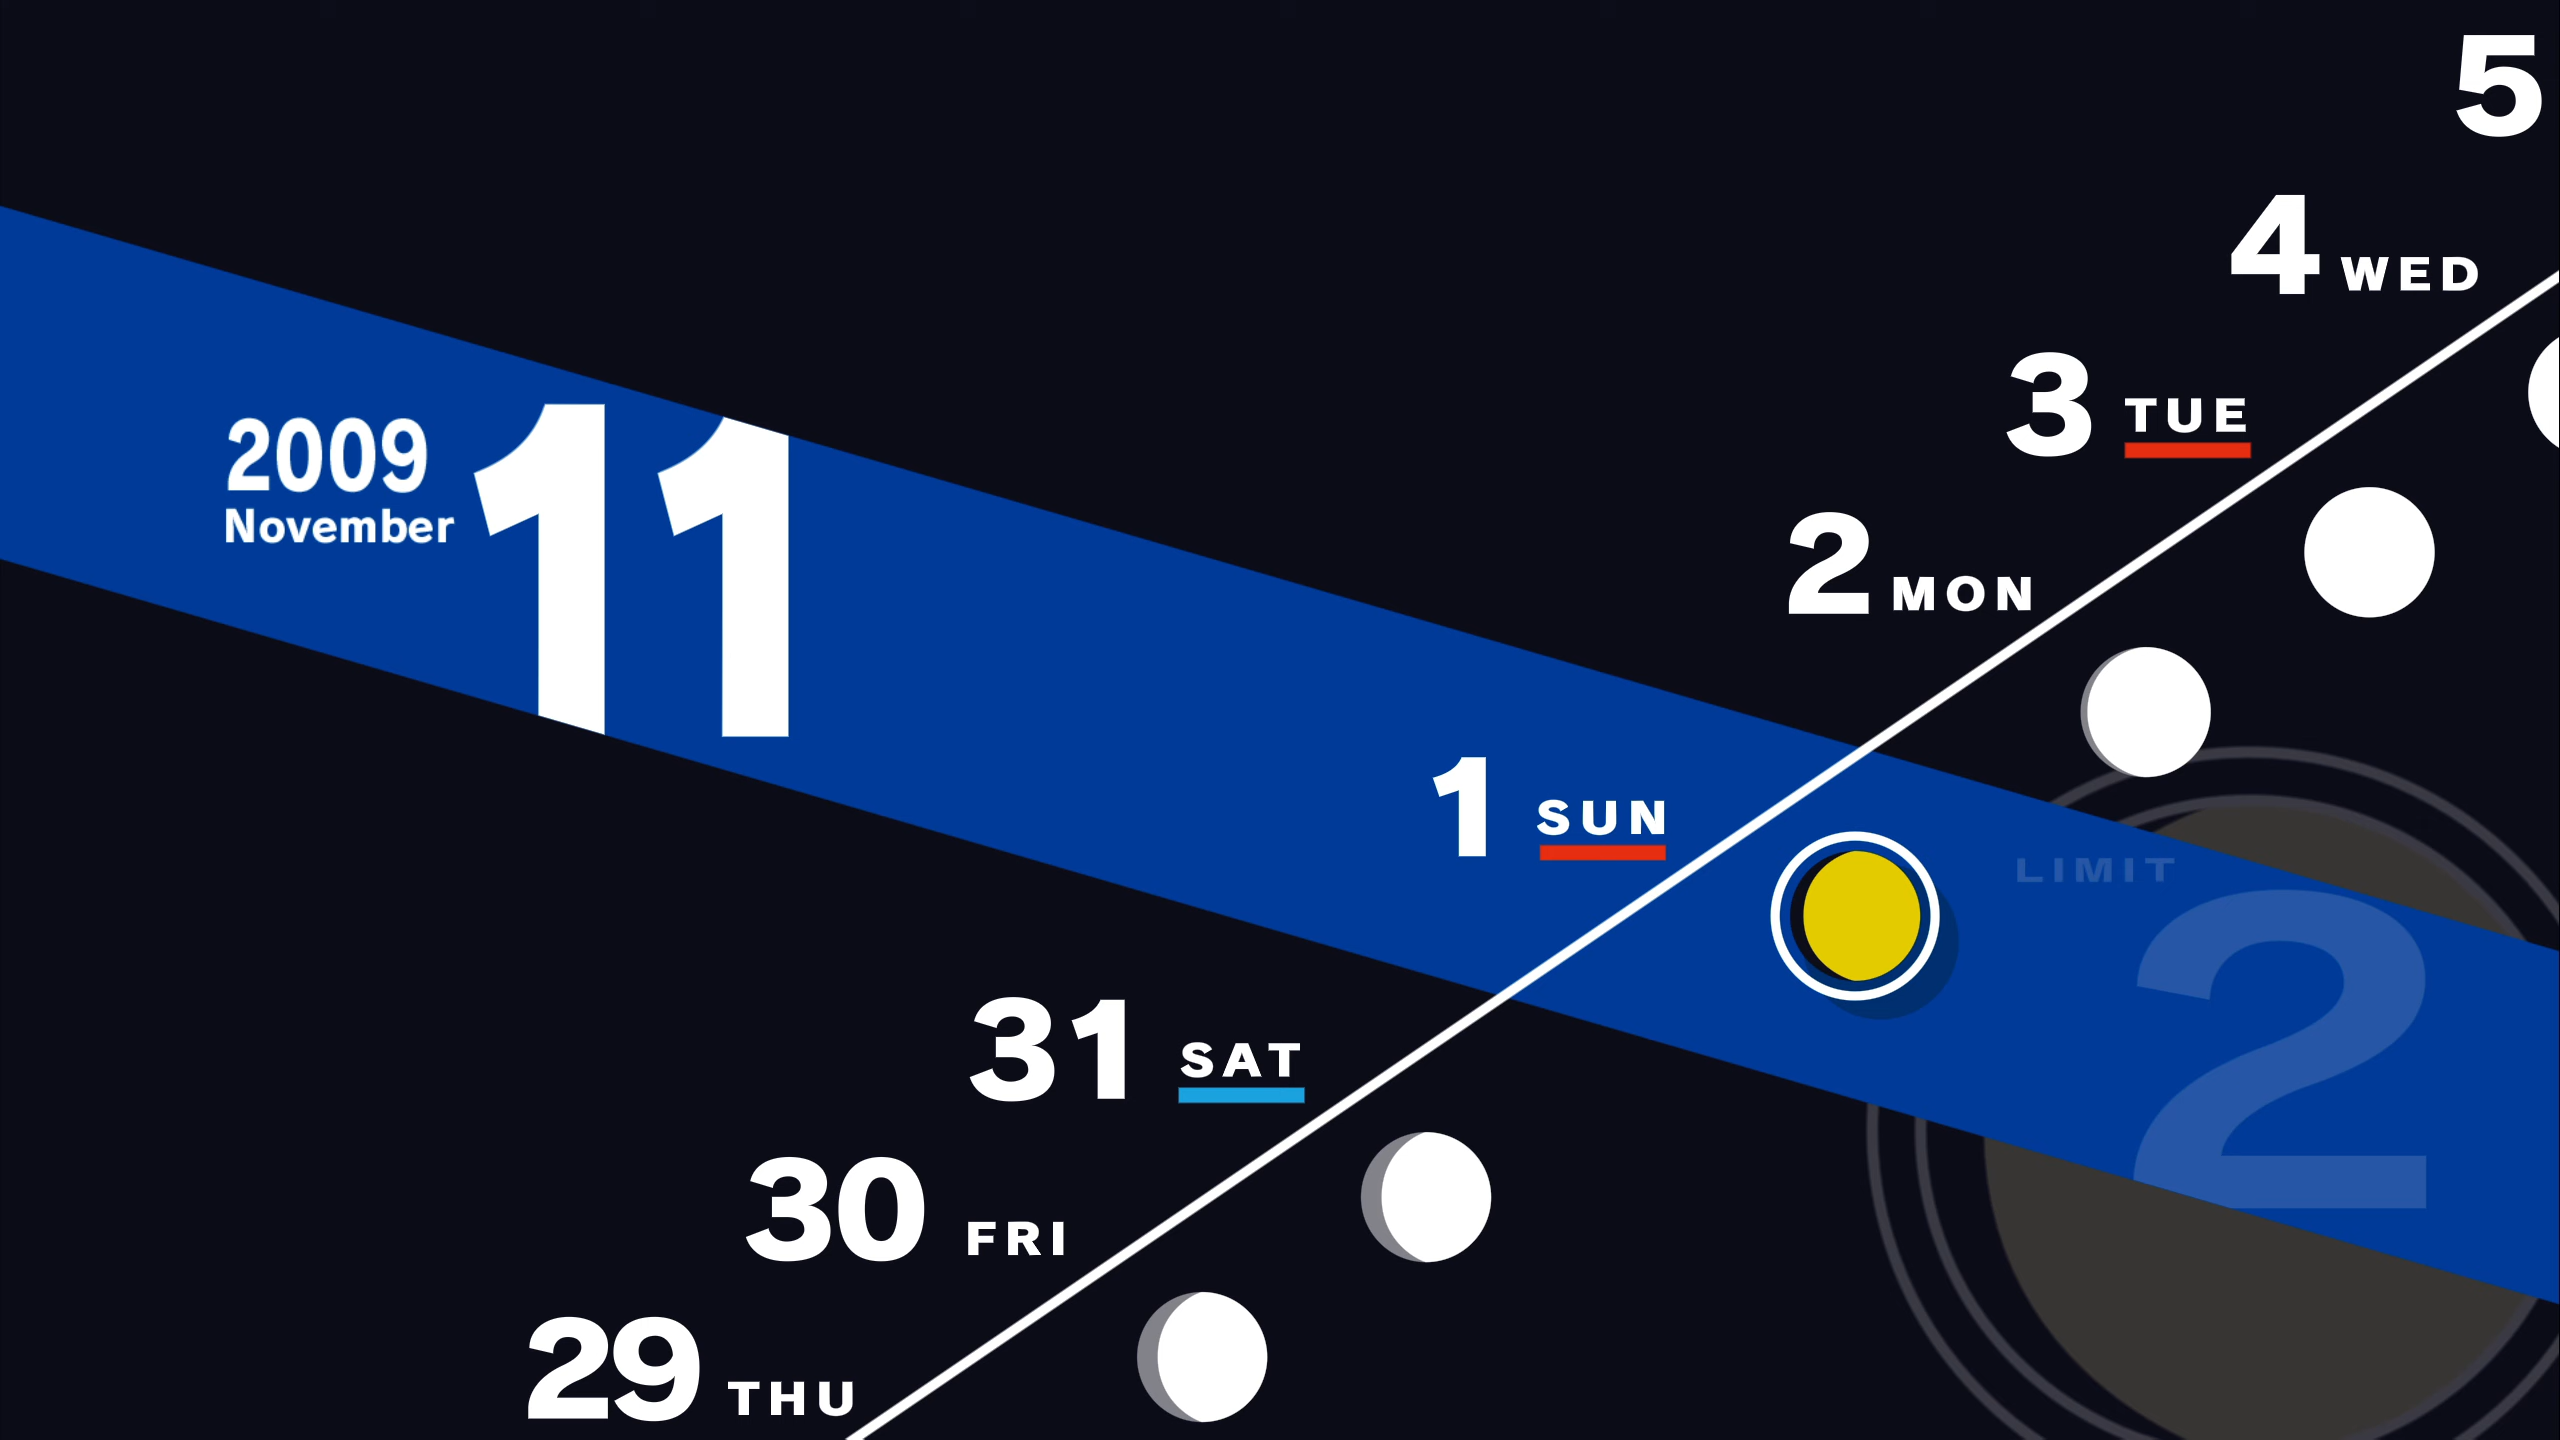 5
4 WED
3 TUE
2009
November
11
2 MON
1 SUN
LIMIT
2
31 SAT
30 FRI
29 THU